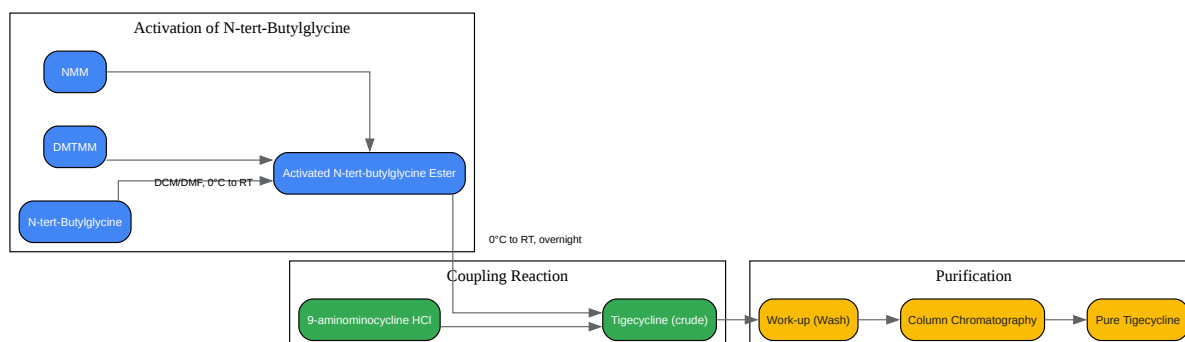 Activation of N-tert-Butylglycine
NMM
DMTMM
Activated N-tert-butylglycine Ester
DCM/DMF, 0°C to RT
N-tert-Butylglycine
0°C to RT, overnight
Coupling Reaction
9-aminominocycline HCl
Tigecycline (crude)
Purification
Work-up (Wash)
Column Chromatography
Pure Tigecycline